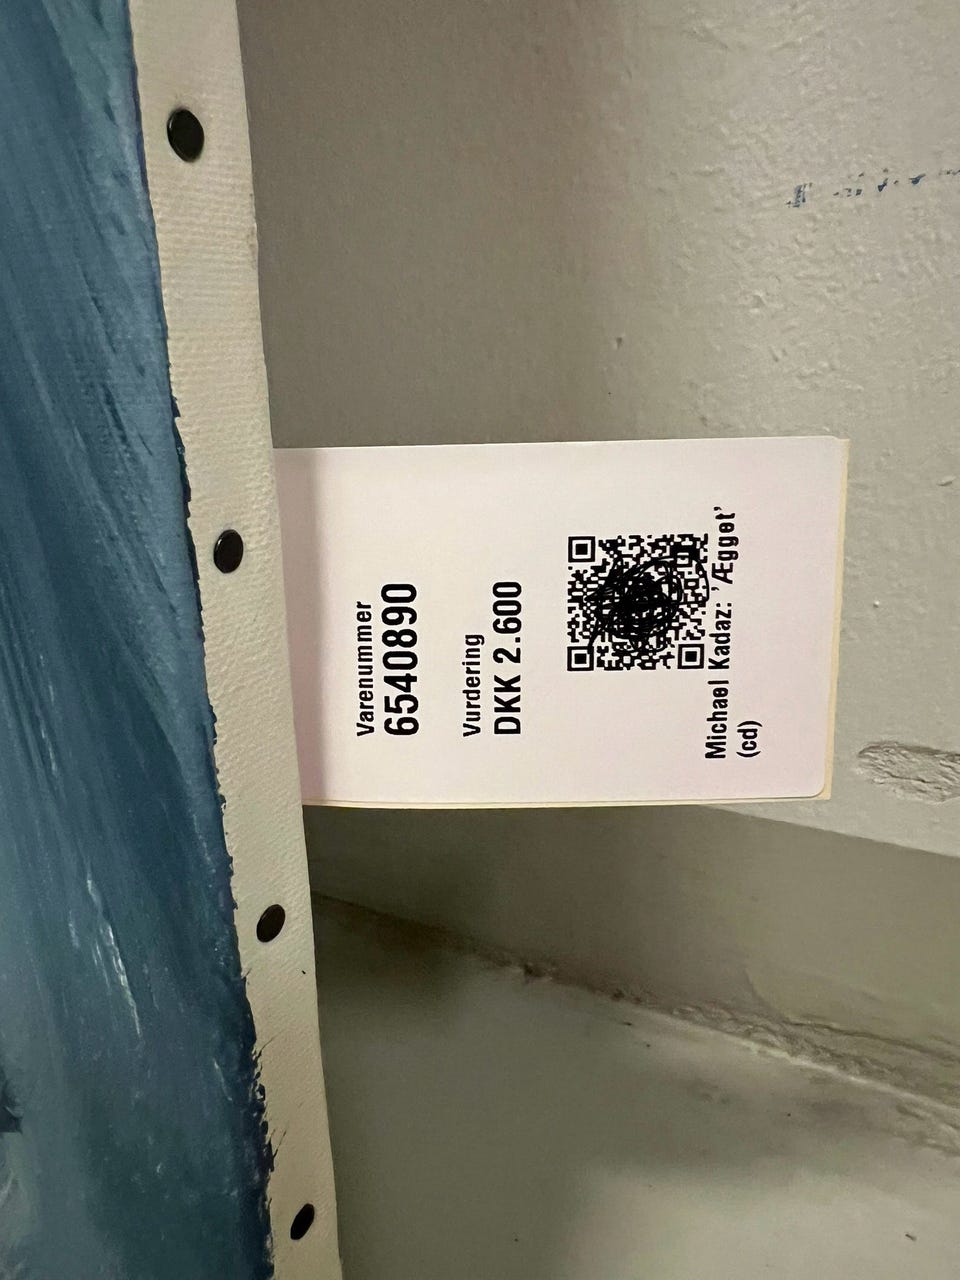 Varenummer
6540890
Vurdering
DKK 2.600
Michael Kadaz: 'Ægget'
(cd)